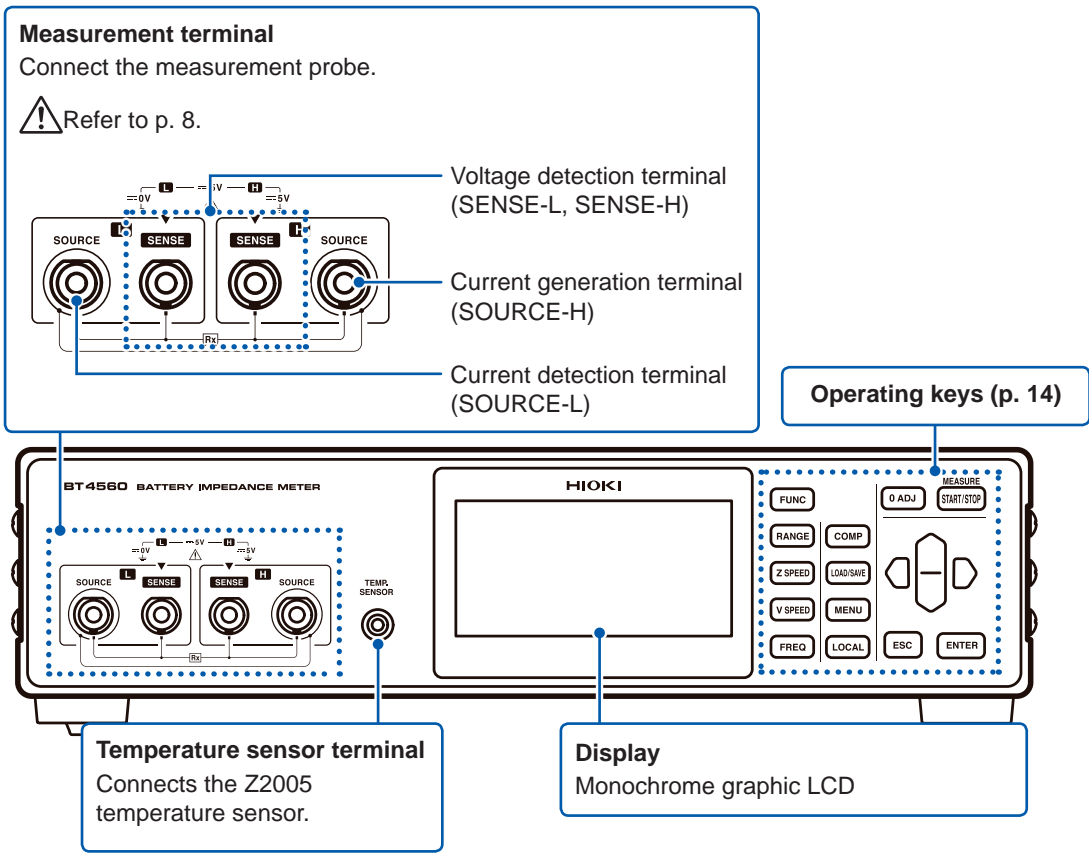 Measurement terminal
Connect the measurement probe.
Refer to p. 8.
L 5V H
0V 5V
SOURCE SENSE SENSE SOURCE
Rx
Voltage detection terminal
(SENSE-L, SENSE-H)
Current generation terminal
(SOURCE-H)
Current detection terminal
(SOURCE-L)
Operating keys (p. 14)
BT4560 BATTERY IMPEDANCE METER
L 5V H
0V 5V
L H
SOURCE SENSE SENSE SOURCE
Rx
TEMP.
SENSOR
HIOKI
MEASURE
FUNC 0 ADJ START/STOP
RANGE COMP
Z SPEED LOAD/SAVE
V SPEED MENU
FREQ LOCAL ESC ENTER
Temperature sensor terminal
Connects the Z2005
temperature sensor.
Display
Monochrome graphic LCD